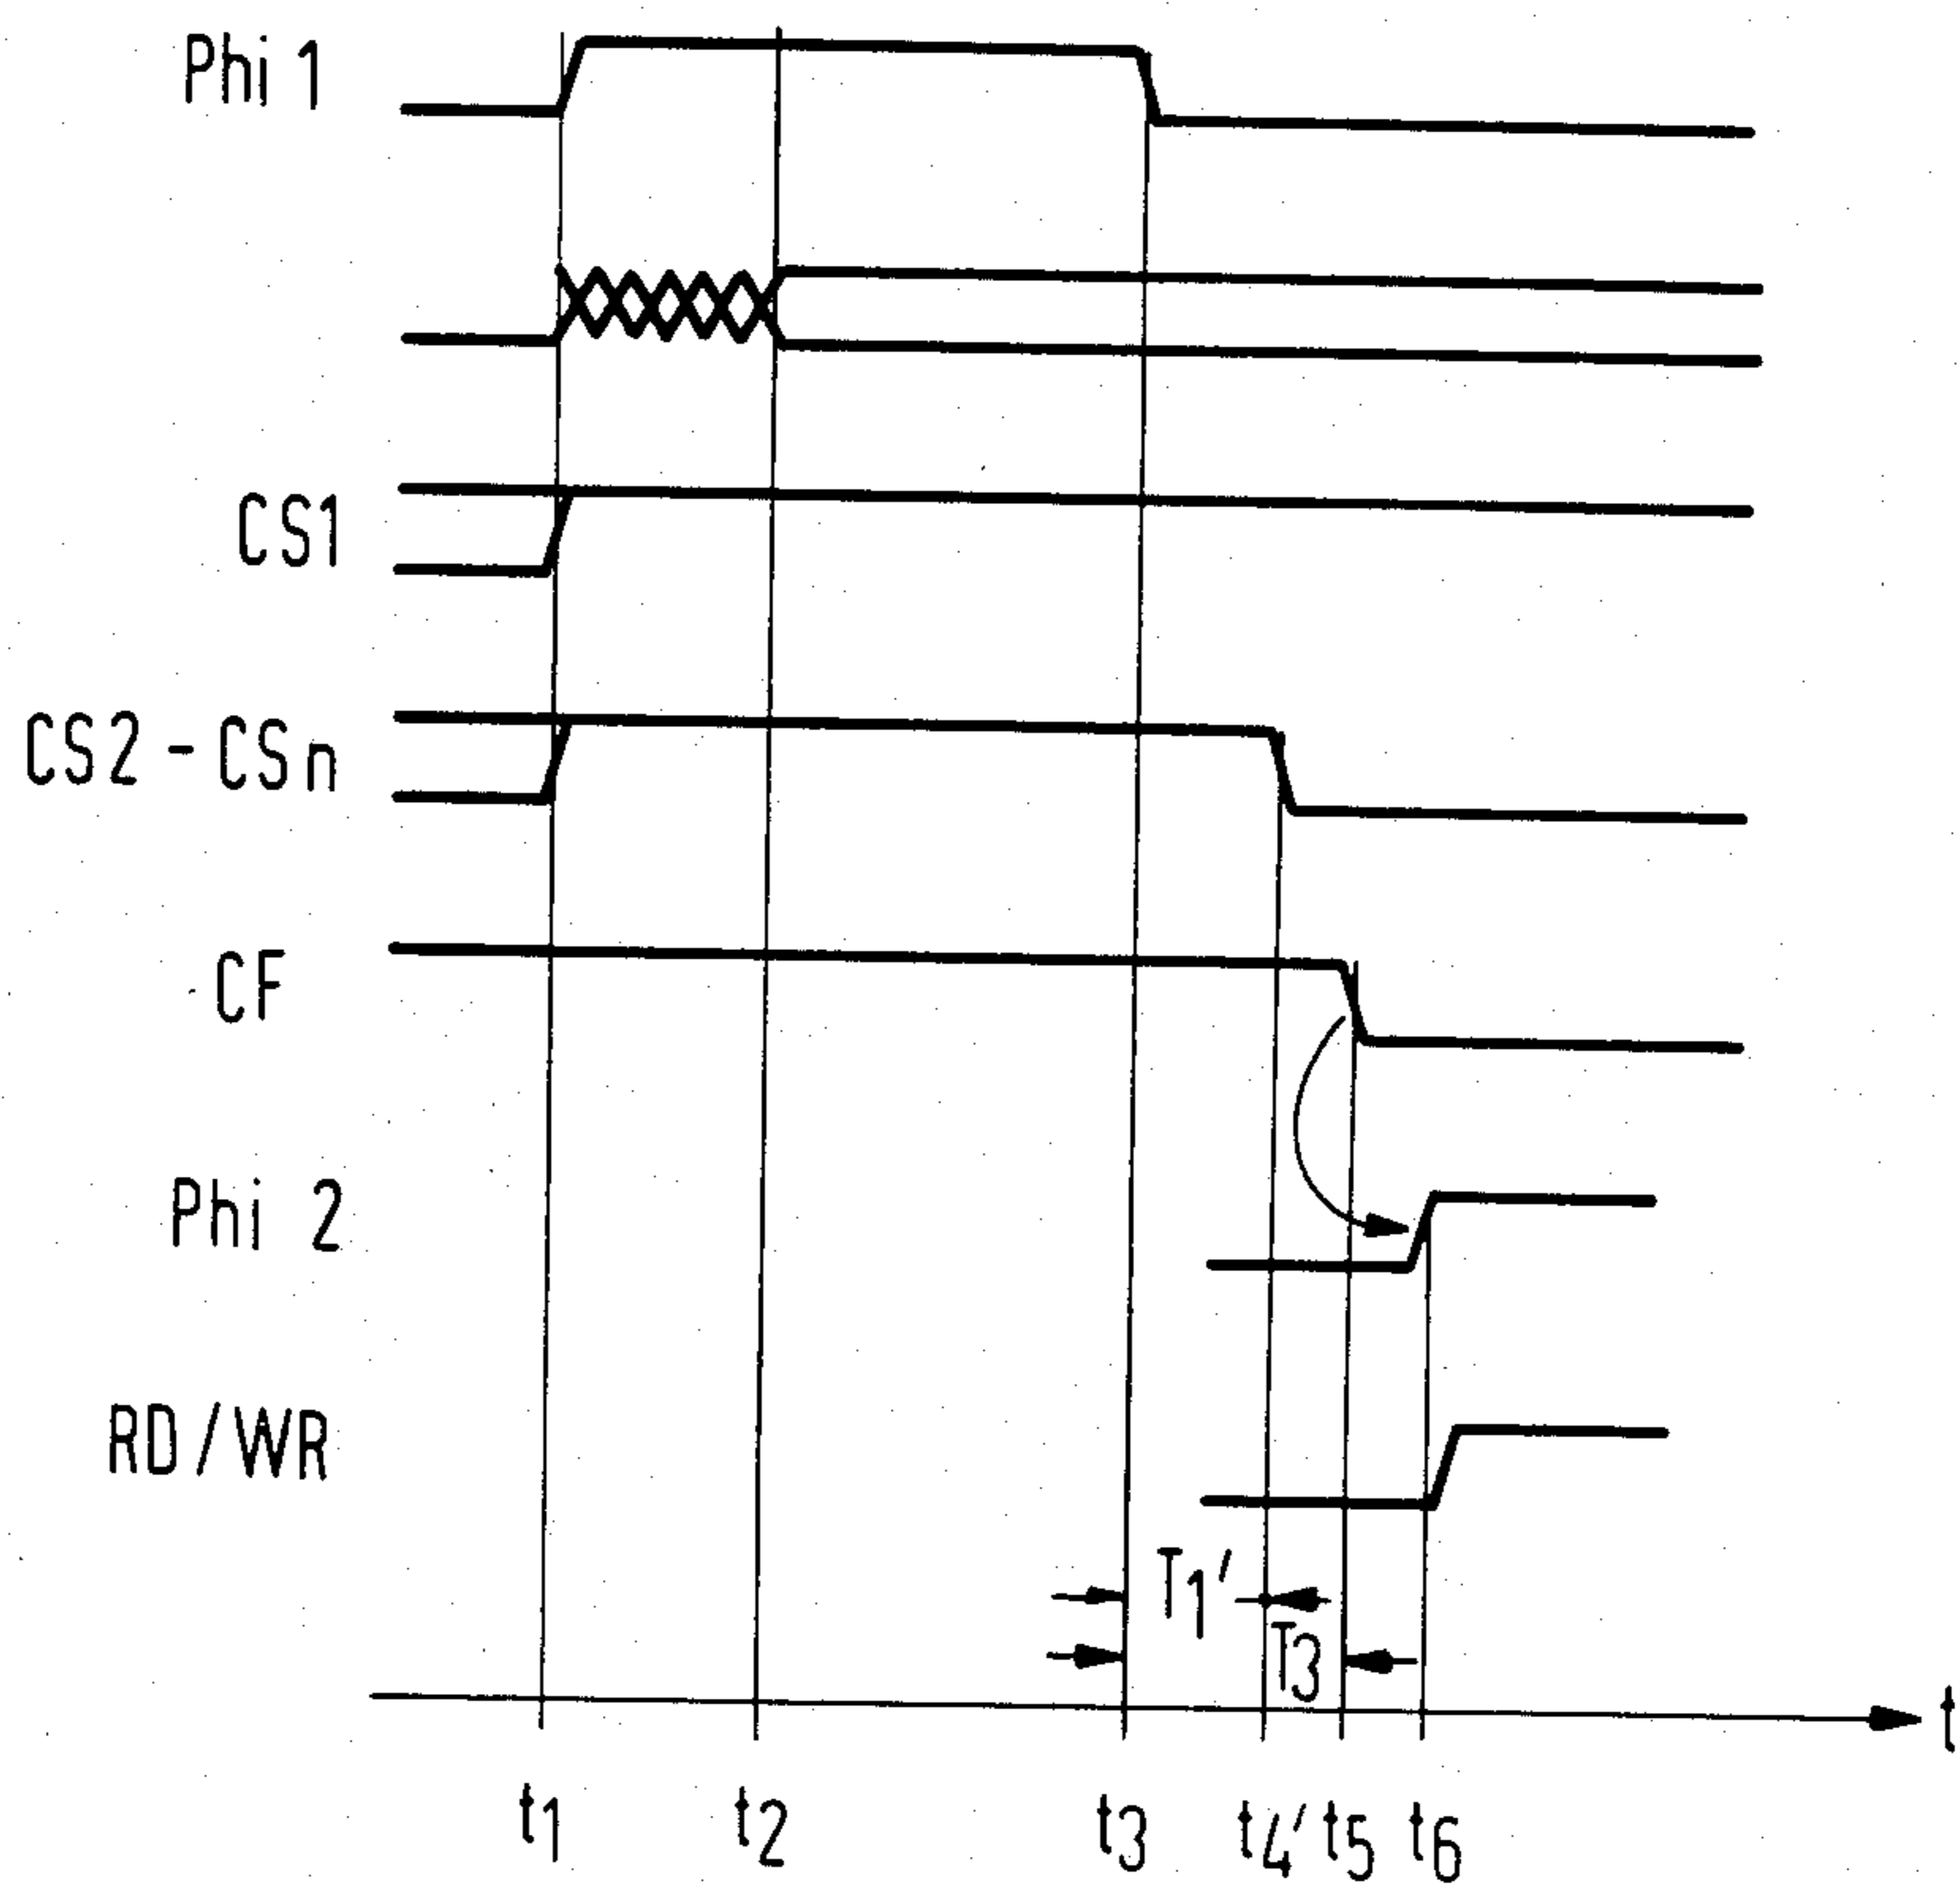 Phi 1
CS1
CS2 - CSn
CF
Phi 2
RD/WR
T1'
T3
t
t1 t2 t3 t4' t5 t6